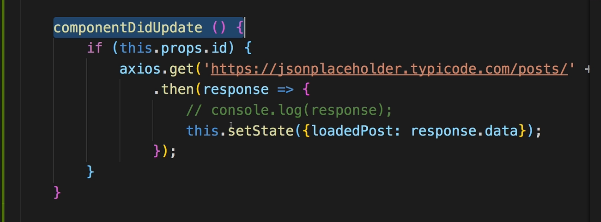 componentDidUpdate () {
if (this.props.id) {
axios.get('https://jsonplaceholder.typicode.com/posts/' +
.then(response => {
// console.log(response);
this.setState({loadedPost: response.data});
});
}
}